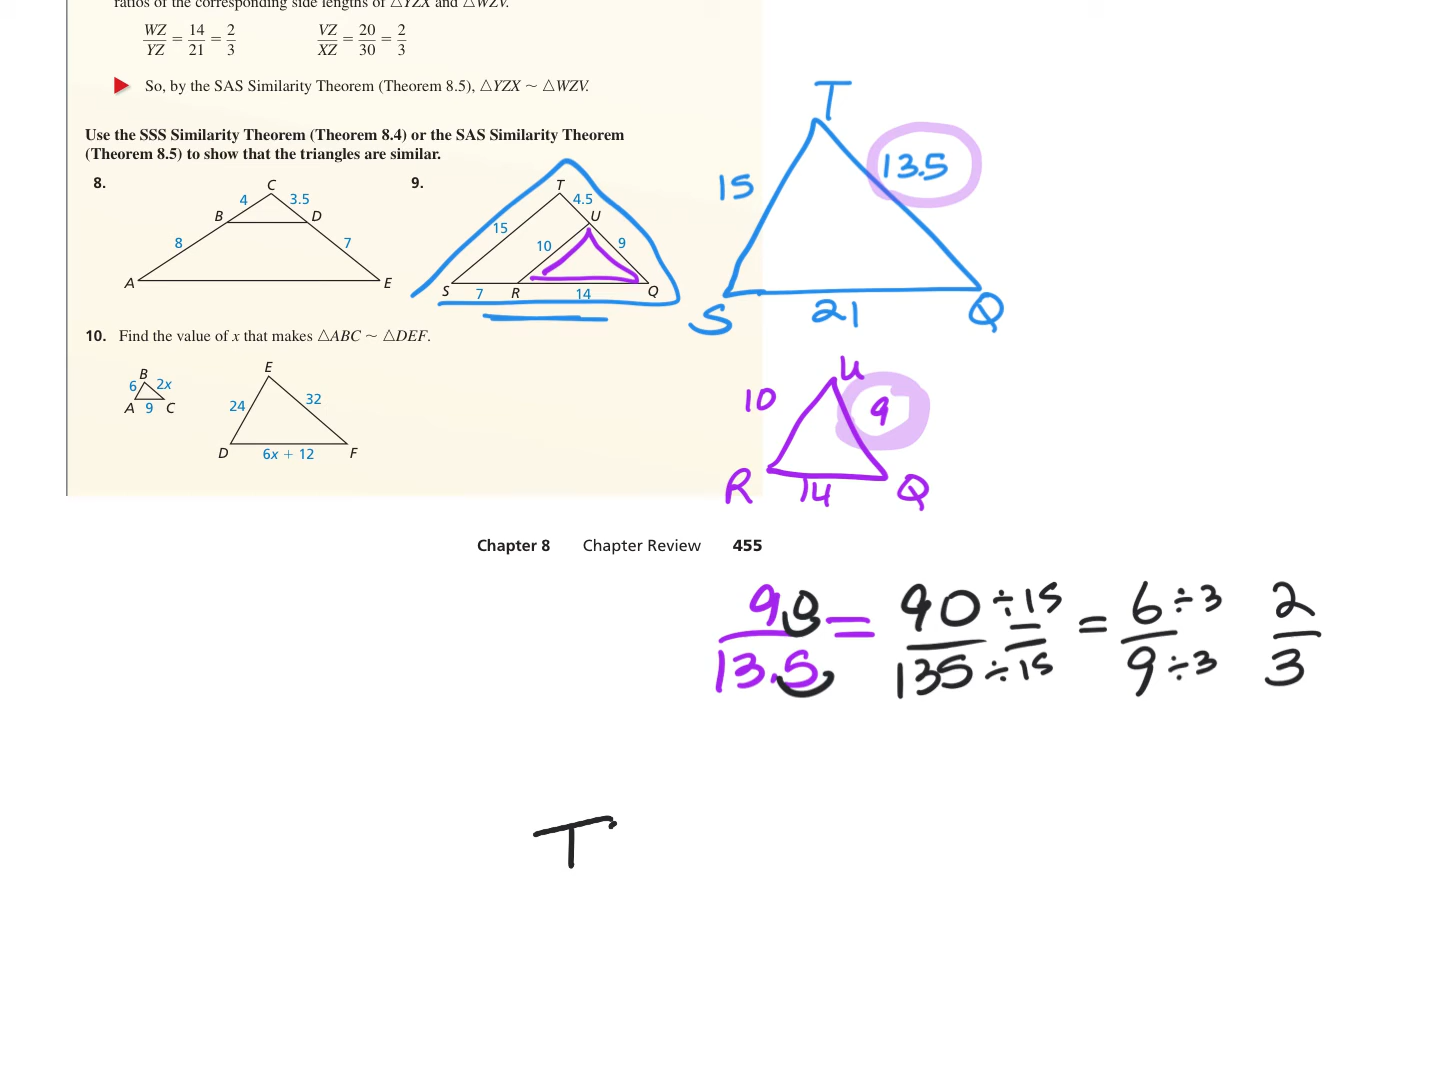 ratios of the corresponding side lengths of △YZX and △WZV.
WZ/YZ = 14/21 = 2/3 VZ/XZ = 20/30 = 2/3
So, by the SAS Similarity Theorem (Theorem 8.5), △YZX ~ △WZV.
Use the SSS Similarity Theorem (Theorem 8.4) or the SAS Similarity Theorem
(Theorem 8.5) to show that the triangles are similar.
8.
C
4 3.5
B D
8 7
A E
9.
T
4.5
U
15
10 9
S 7 R 14 Q
10. Find the value of x that makes △ABC ~ △DEF.
B
6 2x
A 9 C
E
24 32
D 6x + 12 F
T
15 13.5
S 21 Q
U
10 9
R 14 Q
Chapter 8 Chapter Review 455
90/13.5 = 90÷15/135÷15 = 6÷3/9÷3 2/3
T